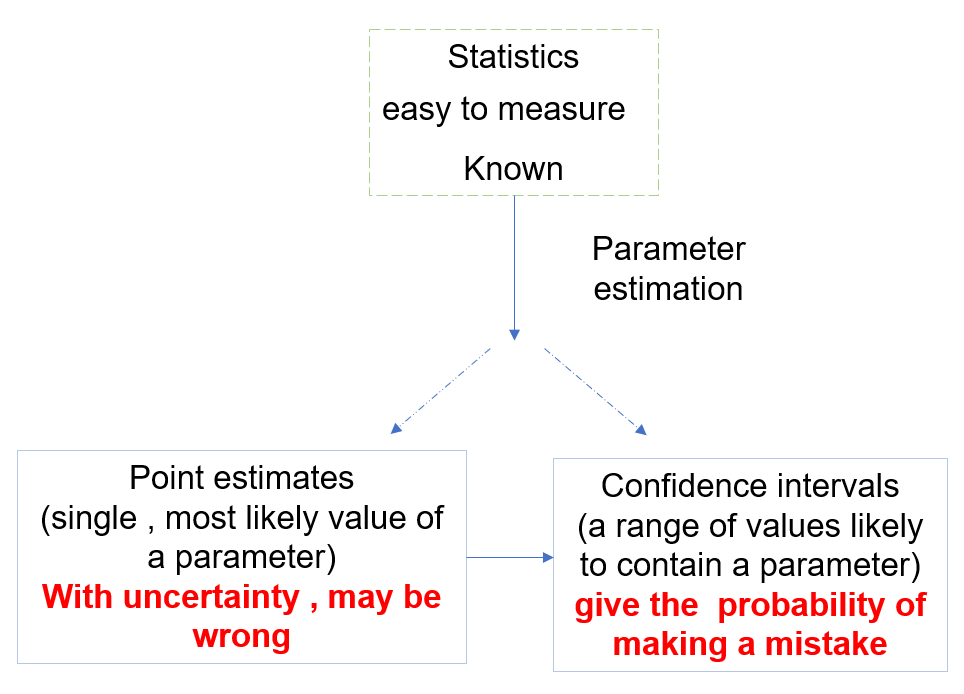 Statistics
easy to measure
Known
Parameter
estimation
Point estimates
(single , most likely value of
a parameter)
With uncertainty , may be
wrong
Confidence intervals
(a range of values likely
to contain a parameter)
give the  probability of
making a mistake